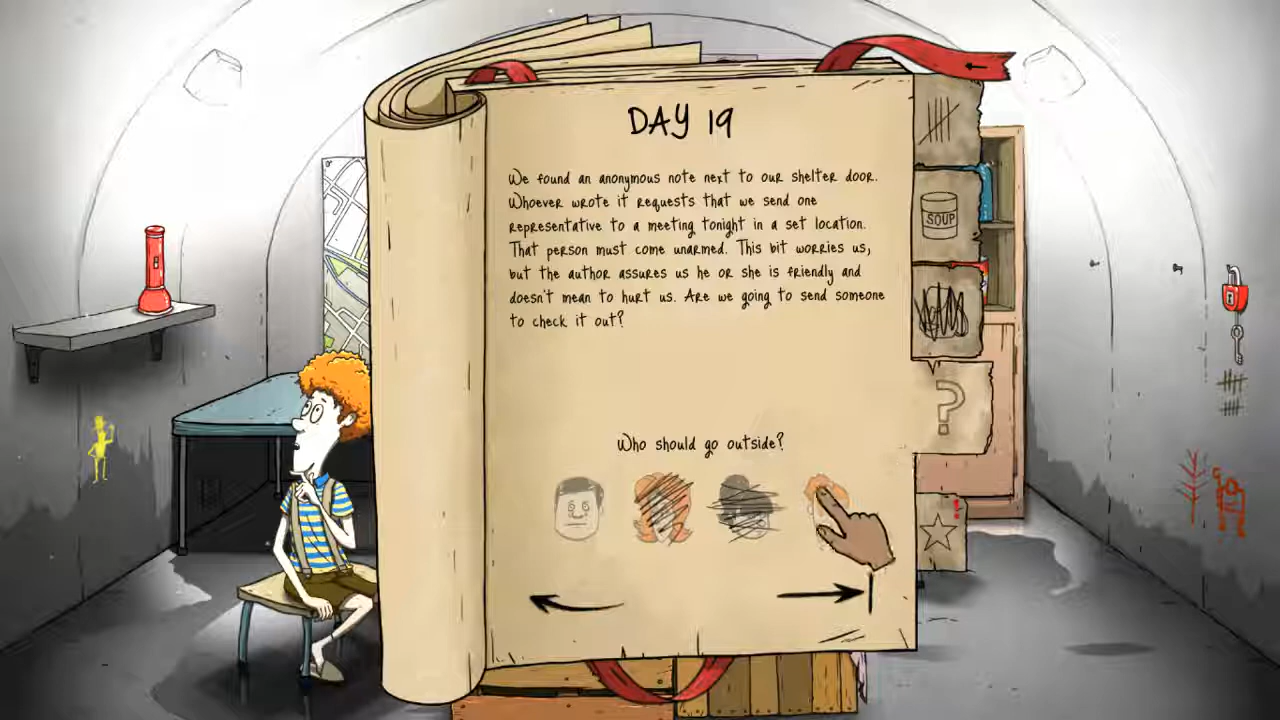 DAY 19
We found an anonymous note next to our shelter door.
Whoever wrote it requests that we send one
representative to a meeting tonight in a set location.
That person must come unarmed. This bit worries us,
but the author assures us he or she is friendly and
doesn't mean to hurt us. Are we going to send someone
to check it out?
SOUP
?
Who should go outside?
!